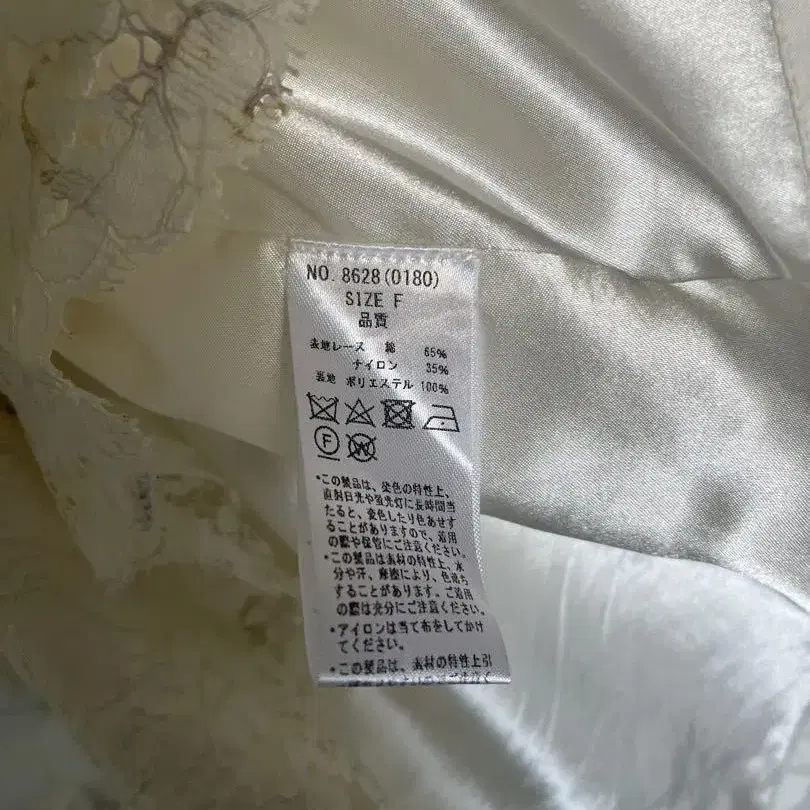 NO. 8628(0180)
SIZE F
品質
表地レース 綿 65%
ナイロン 35%
裏地 ポリエステル 100%
F
W
・この製品は、染色の特性上、
直射日光や蛍光灯に長時間当
たると、変色したり色あせす
ることがありますので、着用
の際や保管にご注意ください。
・この製品は素材の特性上、水
分や汗、摩擦により、色落ち
することがあります。ご着用
の際は充分にご注意ください。
・アイロンは当て布をしてかけ
てください。
・この製品は、素材の特性上引